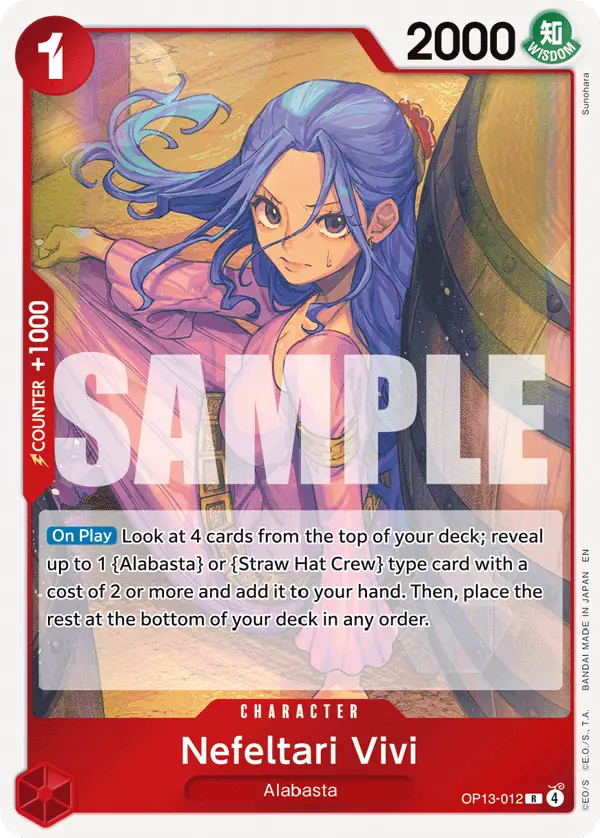 1
2000
知
WISDOM
Sunohara
COUNTER +1000
SAMPLE
On Play Look at 4 cards from the top of your deck; reveal
up to 1 {Alabasta} or {Straw Hat Crew} type card with a
cost of 2 or more and add it to your hand. Then, place the
rest at the bottom of your deck in any order.
CHARACTER
Nefeltari Vivi
Alabasta
OP13-012 R 4
©E.O/S ©E.O./S., T.A. BANDAI MADE IN JAPAN EN